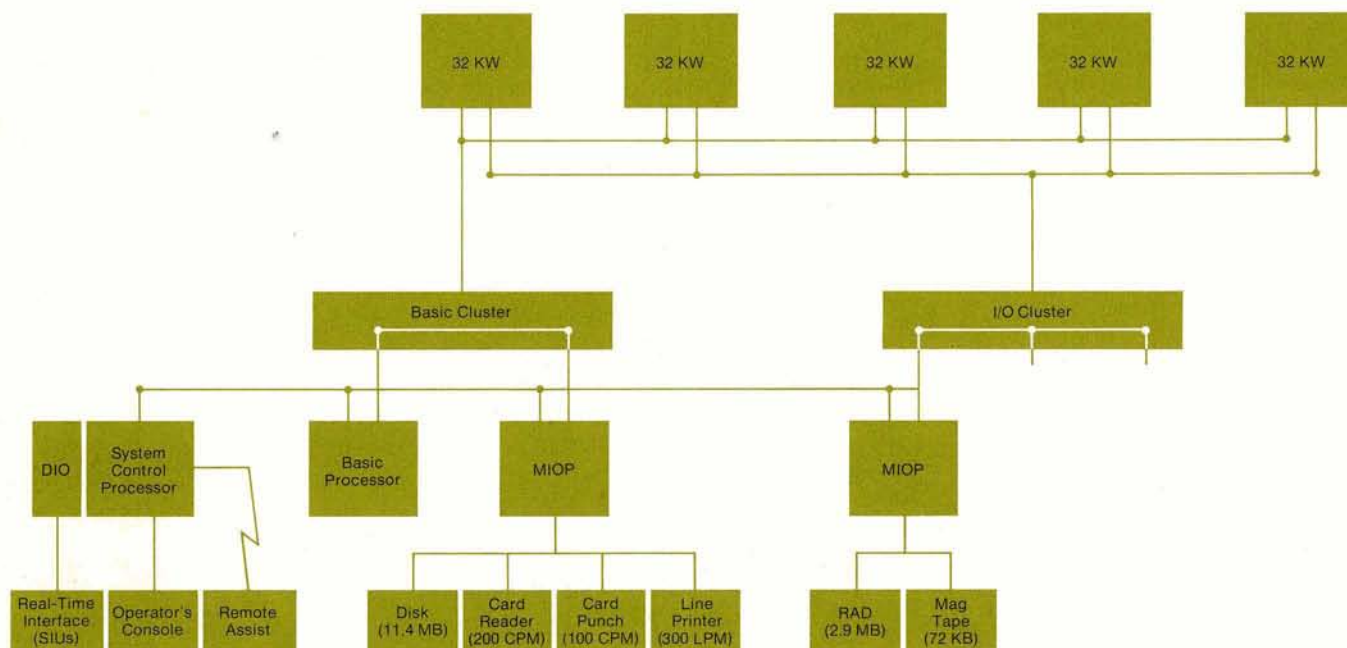 32 KW
32 KW
32 KW
32 KW
32 KW
Basic Cluster
I/O Cluster
DIO
System
Control
Processor
Basic
Processor
MIOP
MIOP
Real-Time
Interface
(SIUs)
Operator's
Console
Remote
Assist
Disk
(11.4 MB)
Card
Reader
(200 CPM)
Card
Punch
(100 CPM)
Line
Printer
(300 LPM)
RAD
(2.9 MB)
Mag
Tape
(72 KB)